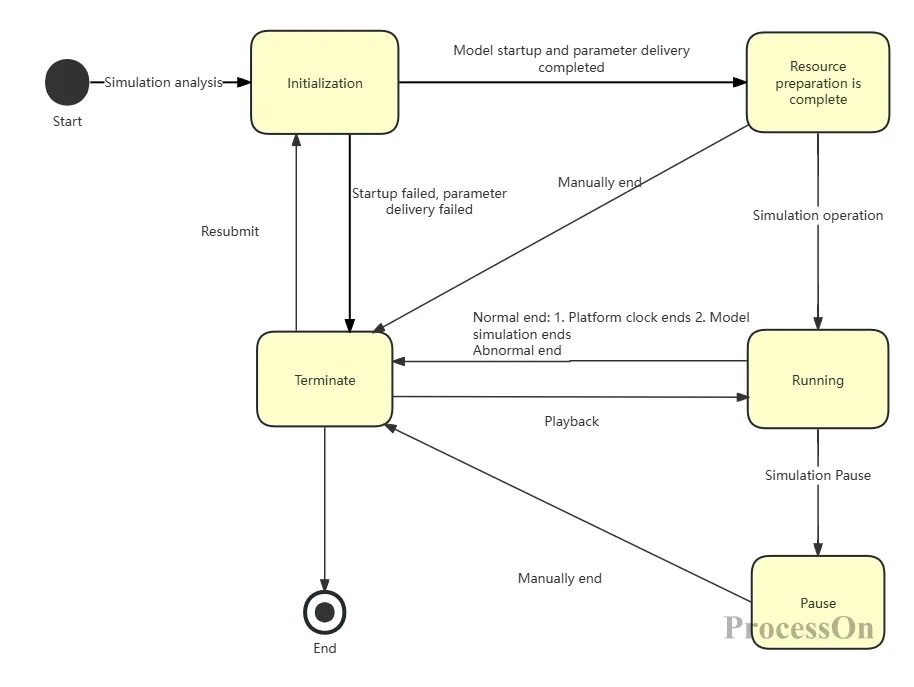 Model startup and parameter delivery
completed
Resource
preparation is
complete
Simulation analysis
Initialization
Start
Manually end
Startup failed, parameter
delivery failed
Simulation operation
Resubmit
Normal end: 1. Platform clock ends 2. Model
simulation ends
Abnormal end
Terminate
Running
Playback
Simulation Pause
Manually end
Pause
ProcessOn
End